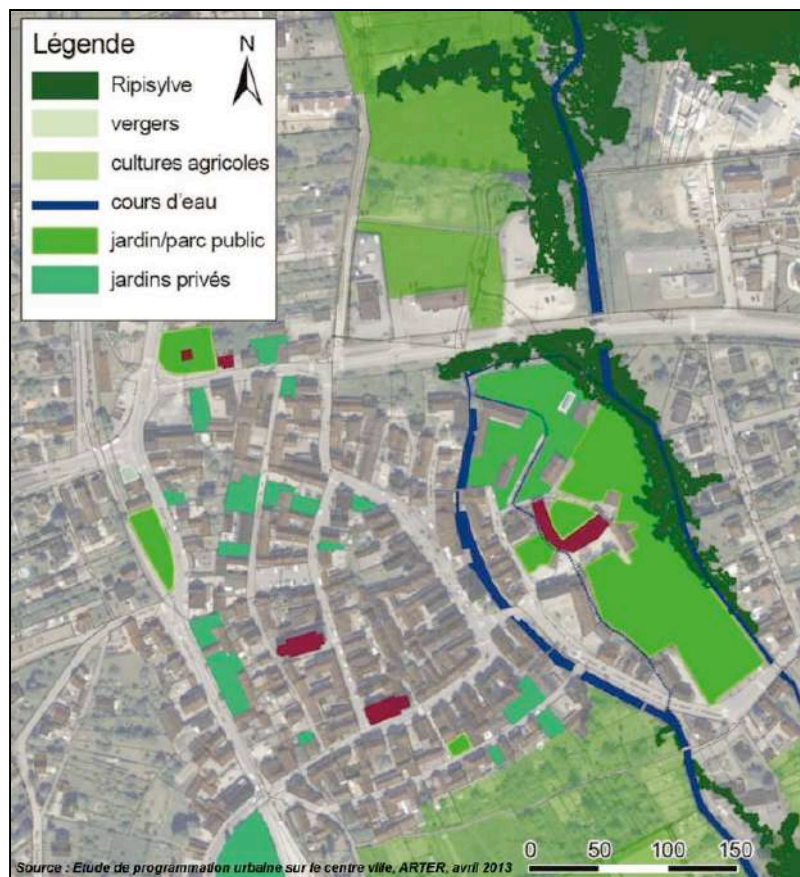 Légende
N
Ripisylve
vergers
cultures agricoles
cours d'eau
jardin/parc public
jardins privés
Source : Etude de programmation urbaine sur le centre ville, ARTER, avril 2013
0 50 100 150